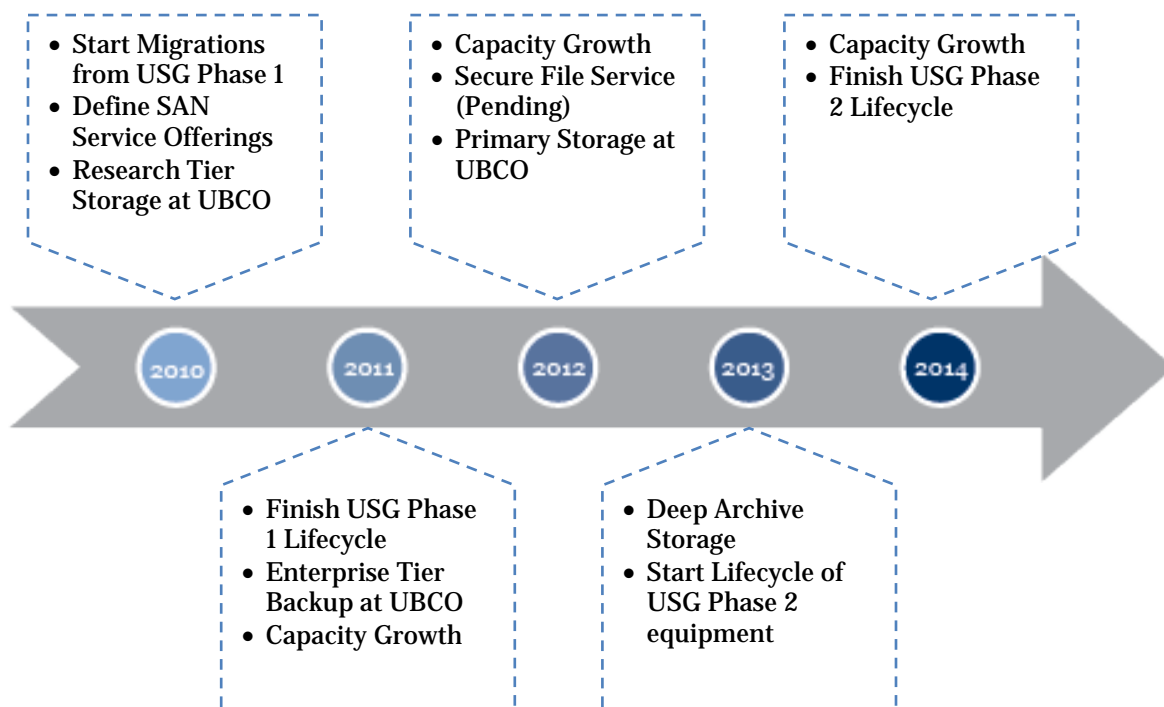 • Start Migrations
from USG Phase 1
• Define SAN
Service Offerings
• Research Tier
Storage at UBCO
• Capacity Growth
• Secure File Service
(Pending)
• Primary Storage at
UBCO
• Capacity Growth
• Finish USG Phase
2 Lifecycle
2010
2011
2012
2013
2014
• Finish USG Phase
1 Lifecycle
• Enterprise Tier
Backup at UBCO
• Capacity Growth
• Deep Archive
Storage
• Start Lifecycle of
USG Phase 2
equipment